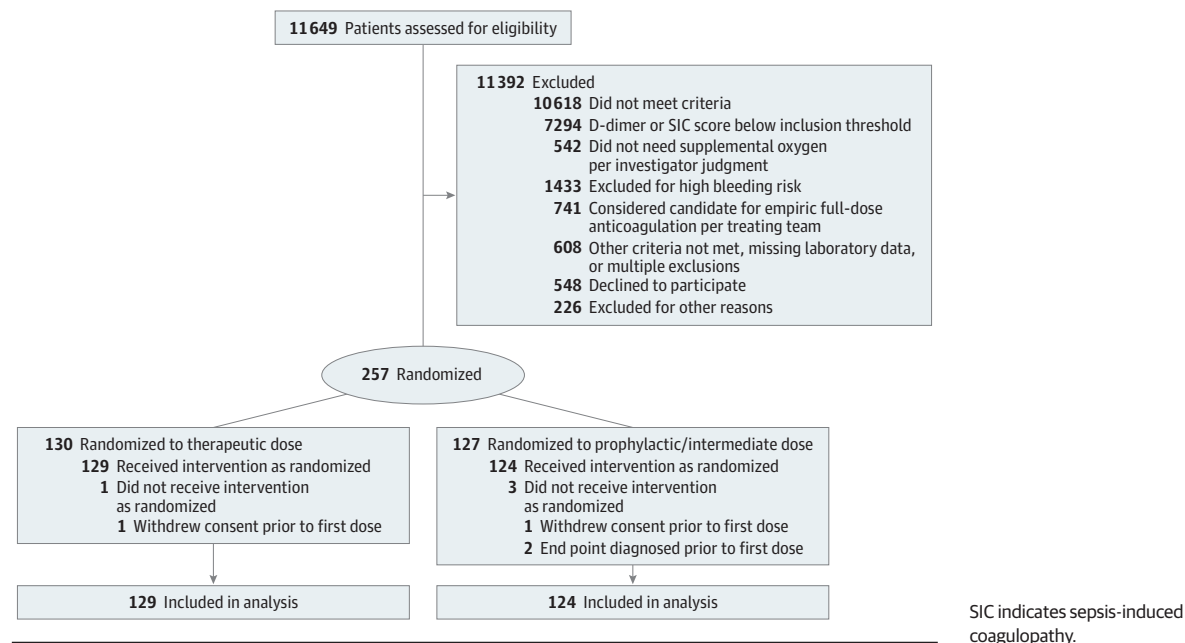 11 649 Patients assessed for eligibility
11 392 Excluded
10 618 Did not meet criteria
7294 D-dimer or SIC score below inclusion threshold
542 Did not need supplemental oxygen
per investigator judgment
1433 Excluded for high bleeding risk
741 Considered candidate for empiric full-dose
anticoagulation per treating team
608 Other criteria not met, missing laboratory data,
or multiple exclusions
548 Declined to participate
226 Excluded for other reasons
257 Randomized
130 Randomized to therapeutic dose
129 Received intervention as randomized
1 Did not receive intervention
as randomized
1 Withdrew consent prior to first dose
127 Randomized to prophylactic/intermediate dose
124 Received intervention as randomized
3 Did not receive intervention
as randomized
1 Withdrew consent prior to first dose
2 End point diagnosed prior to first dose
129 Included in analysis
124 Included in analysis
SIC indicates sepsis-induced
coagulopathy.